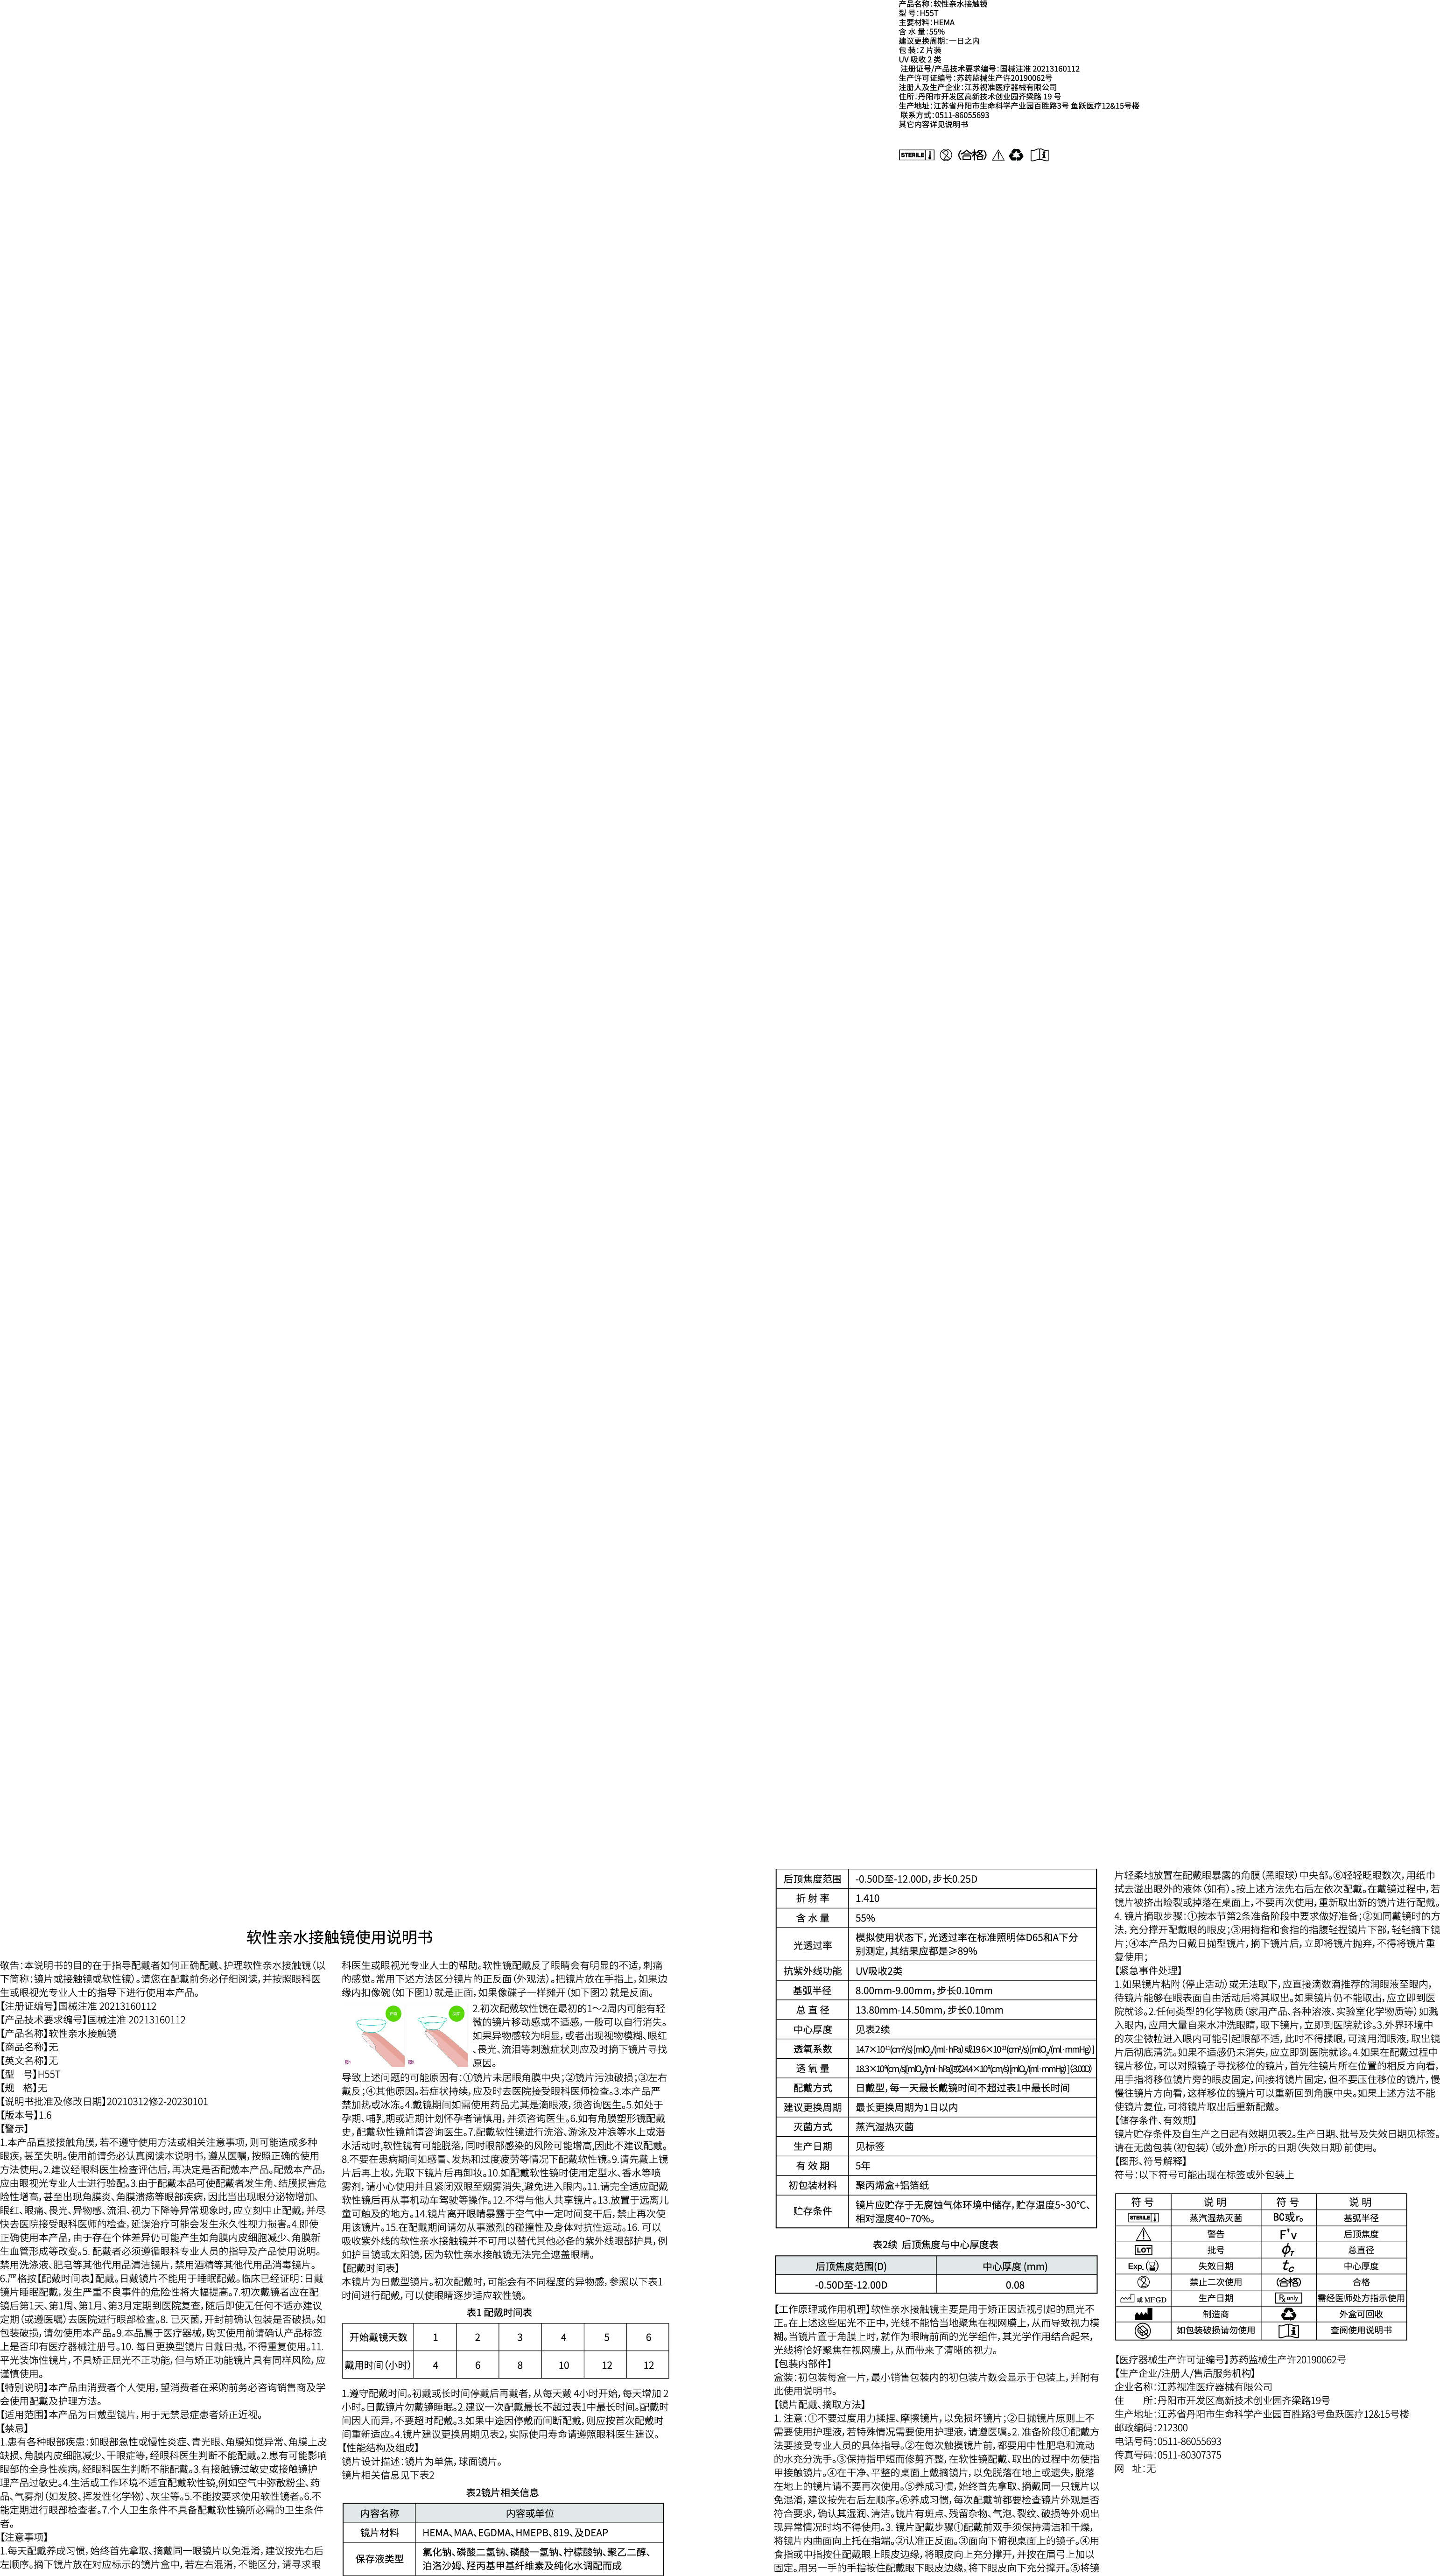 产品名称：软性亲水接触镜
型 号：H55T
主要材料：HEMA
含 水 量：55%
建议更换周期：一日之内
包 装：Z 片装
UV 吸收 2 类
注册证号/产品技术要求编号：国械注准 20213160112
生产许可证编号：苏药监械生产许20190062号
注册人及生产企业：江苏视准医疗器械有限公司
住所：丹阳市开发区高新技术创业园齐梁路 19 号
生产地址：江苏省丹阳市生命科学产业园百胜路3号 鱼跃医疗12&15号楼
联系方式：0511-86055693
其它内容详见说明书
STERILE (合格)
软性亲水接触镜使用说明书
敬告：本说明书的目的在于指导配戴者如何正确配戴、护理软性亲水接触镜（以
下简称：镜片或接触镜或软性镜）。请您在配戴前务必仔细阅读，并按照眼科医
生或眼视光专业人士的指导下进行使用本产品。
【注册证编号】国械注准 20213160112
【产品技术要求编号】国械注准 20213160112
【产品名称】软性亲水接触镜
【商品名称】无
【英文名称】无
【型 号】H55T
【规 格】无
【说明书批准及修改日期】20210312修2-20230101
【版本号】1.6
【警示】
1.本产品直接接触角膜，若不遵守使用方法或相关注意事项，则可能造成多种
眼疾，甚至失明。使用前请务必认真阅读本说明书，遵从医嘱，按照正确的使用
方法使用。2.建议经眼科医生检查评估后，再决定是否配戴本产品。配戴本产品，
应由眼视光专业人士进行验配。3.由于配戴本品可使配戴者发生角、结膜损害危
险性增高，甚至出现角膜炎、角膜溃疡等眼部疾病，因此当出现眼分泌物增加、
眼红、眼痛、畏光、异物感、流泪、视力下降等异常现象时，应立刻中止配戴，并尽
快去医院接受眼科医师的检查，延误治疗可能会发生永久性视力损害。4.即使
正确使用本产品，由于存在个体差异仍可能产生如角膜内皮细胞减少、角膜新
生血管形成等改变。5. 配戴者必须遵循眼科专业人员的指导及产品使用说明。
禁用洗涤液、肥皂等其他代用品清洁镜片，禁用酒精等其他代用品消毒镜片。
6.严格按【配戴时间表】配戴。日戴镜片不能用于睡眠配戴。临床已经证明：日戴
镜片睡眠配戴，发生严重不良事件的危险性将大幅提高。7.初次戴镜者应在配
镜后第1天、第1周、第1月、第3月定期到医院复查，随后即使无任何不适亦建议
定期（或遵医嘱）去医院进行眼部检查。8. 已灭菌，开封前确认包装是否破损。如
包装破损，请勿使用本产品。9.本品属于医疗器械，购买使用前请确认产品标签
上是否印有医疗器械注册号。10. 每日更换型镜片日戴日抛，不得重复使用。11.
平光装饰性镜片，不具矫正屈光不正功能，但与矫正功能镜片具有同样风险，应
谨慎使用。
【特别说明】本产品由消费者个人使用，望消费者在采购前务必咨询销售商及学
会使用配戴及护理方法。
【适用范围】本产品为日戴型镜片，用于无禁忌症患者矫正近视。
【禁忌】
1.患有各种眼部疾患：如眼部急性或慢性炎症、青光眼、角膜知觉异常、角膜上皮
缺损、角膜内皮细胞减少、干眼症等，经眼科医生判断不能配戴。2.患有可能影响
眼部的全身性疾病，经眼科医生判断不能配戴。3.有接触镜过敏史或接触镜护
理产品过敏史。4.生活或工作环境不适宜配戴软性镜，例如空气中弥散粉尘、药
品、气雾剂（如发胶、挥发性化学物）、灰尘等。5.不能按要求使用软性镜者。6.不
能定期进行眼部检查者。7.个人卫生条件不具备配戴软性镜所必需的卫生条件
者。
【注意事项】
1.每天配戴养成习惯，始终首先拿取、摘戴同一眼镜片以免混淆，建议按先右后
左顺序。摘下镜片放在对应标示的镜片盒中，若左右混淆，不能区分，请寻求眼
科医生或眼视光专业人士的帮助。软性镜配戴反了眼睛会有明显的不适，刺痛
的感觉。常用下述方法区分镜片的正反面（外观法）。把镜片放在手指上，如果边
缘内扣像碗（如下图1）就是正面，如果像碟子一样摊开（如下图2）就是反面。
2.初次配戴软性镜在最初的1～2周内可能有轻
微的镜片移动感或不适感，一般可以自行消失。
如果异物感较为明显，或者出现视物模糊、眼红
、畏光、流泪等刺激症状则应及时摘下镜片寻找
原因。
导致上述问题的可能原因有：①镜片未居眼角膜中央；②镜片污浊破损；③左右
戴反；④其他原因。若症状持续，应及时去医院接受眼科医师检查。3.本产品严
禁加热或冰冻。4.戴镜期间如需使用药品尤其是滴眼液，须咨询医生。5.如处于
孕期、哺乳期或近期计划怀孕者请慎用，并须咨询医生。6.如有角膜塑形镜配戴
史，配戴软性镜前请咨询医生。7.配戴软性镜进行洗浴、游泳及冲浪等水上或潜
水活动时,软性镜有可能脱落，同时眼部感染的风险可能增高,因此不建议配戴。
8.不要在患病期间如感冒、发热和过度疲劳等情况下配戴软性镜。9.请先戴上镜
片后再上妆，先取下镜片后再卸妆。10.如配戴软性镜时使用定型水、香水等喷
雾剂，请小心使用并且紧闭双眼至烟雾消失,避免进入眼内。11.请完全适应配戴
软性镜后再从事机动车驾驶等操作。12.不得与他人共享镜片。13.放置于远离儿
童可触及的地方。14.镜片离开眼睛暴露于空气中一定时间变干后，禁止再次使
用该镜片。15.在配戴期间请勿从事激烈的碰撞性及身体对抗性运动。16. 可以
吸收紫外线的软性亲水接触镜并不可用以替代其他必备的紫外线眼部护具，例
如护目镜或太阳镜，因为软性亲水接触镜无法完全遮盖眼睛。
【配戴时间表】
本镜片为日戴型镜片。初次配戴时，可能会有不同程度的异物感，参照以下表1
时间进行配戴，可以使眼睛逐步适应软性镜。
表1 配戴时间表
开始戴镜天数 1 2 3 4 5 6
戴用时间（小时） 4 6 8 10 12 12
1.遵守配戴时间。初戴或长时间停戴后再戴者，从每天戴 4小时开始，每天增加 2
小时。日戴镜片勿戴镜睡眠。2.建议一次配戴最长不超过表1中最长时间。配戴时
间因人而异，不要超时配戴。3.如果中途因停戴而间断配戴，则应按首次配戴时
间重新适应。4.镜片建议更换周期见表2，实际使用寿命请遵照眼科医生建议。
【性能结构及组成】
镜片设计描述：镜片为单焦，球面镜片。
镜片相关信息见下表2
表2镜片相关信息
内容名称 内容或单位
镜片材料 HEMA、MAA、EGDMA、HMEPB、819、及DEAP
保存液类型 氯化钠、磷酸二氢钠、磷酸一氢钠、柠檬酸钠、聚乙二醇、
泊洛沙姆、羟丙基甲基纤维素及纯化水调配而成
后顶焦度范围 -0.50D至-12.00D，步长0.25D
折 射 率 1.410
含 水 量 55%
光透过率 模拟使用状态下，光透过率在标准照明体D65和A下分
别测定，其结果应都是≥89%
抗紫外线功能 UV吸收2类
基弧半径 8.00mm-9.00mm，步长0.10mm
总 直 径 13.80mm-14.50mm，步长0.10mm
中心厚度 见表2续
透氧系数 14.7×10⁻¹¹(cm²/s)·[mlO₂/(ml·hPa)] 或19.6×10⁻¹¹(cm²/s)·[mlO₂/(ml·mmHg)]
透 氧 量 18.3×10⁻⁹(cm/s)[mlO₂/(ml·hPa)]或24.4×10⁻⁹(cm/s)[mlO₂/(ml·mmHg)](-3.00D)
配戴方式 日戴型，每一天最长戴镜时间不超过表1中最长时间
建议更换周期 最长更换周期为1日以内
灭菌方式 蒸汽湿热灭菌
生产日期 见标签
有 效 期 5年
初包装材料 聚丙烯盒+铝箔纸
贮存条件 镜片应贮存于无腐蚀气体环境中储存，贮存温度5~30℃、
相对湿度40~70%。
表2续 后顶焦度与中心厚度表
后顶焦度范围(D) 中心厚度 (mm)
-0.50D至-12.00D 0.08
【工作原理或作用机理】软性亲水接触镜主要是用于矫正因近视引起的屈光不
正。在上述这些屈光不正中，光线不能恰当地聚焦在视网膜上，从而导致视力模
糊。当镜片置于角膜上时，就作为眼睛前面的光学组件，其光学作用结合起来，
光线将恰好聚焦在视网膜上，从而带来了清晰的视力。
【包装内部件】
盒装：初包装每盒一片，最小销售包装内的初包装片数会显示于包装上，并附有
此使用说明书。
【镜片配戴、摘取方法】
1. 注意：①不要过度用力揉捏、摩擦镜片，以免损坏镜片；②日抛镜片原则上不
需要使用护理液，若特殊情况需要使用护理液，请遵医嘱。2. 准备阶段①配戴方
法要接受专业人员的具体指导。②在每次触摸镜片前，都要用中性肥皂和流动
的水充分洗手。③保持指甲短而修剪齐整，在软性镜配戴、取出的过程中勿使指
甲接触镜片。④在干净、平整的桌面上戴摘镜片，以免脱落在地上或遗失，脱落
在地上的镜片请不要再次使用。⑤养成习惯，始终首先拿取、摘戴同一只镜片以
免混淆，建议按先右后左顺序。⑥养成习惯，每次配戴前都要检查镜片外观是否
符合要求，确认其湿润、清洁。镜片有斑点、残留杂物、气泡、裂纹、破损等外观出
现异常情况时均不得使用。3. 镜片配戴步骤①配戴前双手须保持清洁和干燥，
将镜片内曲面向上托在指端。②认准正反面。③面向下俯视桌面上的镜子。④用
食指或中指按住配戴眼上眼皮边缘，将眼皮向上充分撑开，并按在眉弓上加以
固定。用另一手的手指按住配戴眼下眼皮边缘，将下眼皮向下充分撑开。⑤将镜
片轻柔地放置在配戴眼暴露的角膜（黑眼球）中央部。⑥轻轻眨眼数次，用纸巾
拭去溢出眼外的液体（如有）。按上述方法先右后左依次配戴。在戴镜过程中，若
镜片被挤出睑裂或掉落在桌面上，不要再次使用，重新取出新的镜片进行配戴。
4. 镜片摘取步骤：①按本节第2条准备阶段中要求做好准备；②如同戴镜时的方
法，充分撑开配戴眼的眼皮；③用拇指和食指的指腹轻捏镜片下部，轻轻摘下镜
片；④本产品为日戴日抛型镜片，摘下镜片后，立即将镜片抛弃，不得将镜片重
复使用；
【紧急事件处理】
1.如果镜片粘附（停止活动）或无法取下，应直接滴数滴推荐的润眼液至眼内，
待镜片能够在眼表面自由活动后将其取出。如果镜片仍不能取出，应立即到医
院就诊。2.任何类型的化学物质（家用产品、各种溶液、实验室化学物质等）如溅
入眼内，应用大量自来水冲洗眼睛，取下镜片，立即到医院就诊。3.外界环境中
的灰尘微粒进入眼内可能引起眼部不适，此时不得揉眼，可滴用润眼液，取出镜
片后彻底清洗。如果不适感仍未消失，应立即到医院就诊。4.如果在配戴过程中
镜片移位，可以对照镜子寻找移位的镜片，首先往镜片所在位置的相反方向看，
用手指将移位镜片旁的眼皮固定，间接将镜片固定，但不要压住移位的镜片，慢
慢往镜片方向看，这样移位的镜片可以重新回到角膜中央。如果上述方法不能
使镜片复位，可将镜片取出后重新配戴。
【储存条件、有效期】
镜片贮存条件及自生产之日起有效期见表2。生产日期、批号及失效日期见标签。
请在无菌包装（初包装）（或外盒）所示的日期（失效日期）前使用。
【图形、符号解释】
符号：以下符号可能出现在标签或外包装上
符 号 说 明 符 号 说 明
STERILE 蒸汽湿热灭菌 BC或r₀ 基弧半径
警告 F'v 后顶焦度
LOT 批号 ϕT 总直径
Exp. 失效日期 tc 中心厚度
禁止二次使用 (合格) 合格
或 MFGD 生产日期 Rx only 需经医师处方指示使用
制造商 外盒可回收
如包装破损请勿使用 查阅使用说明书
【医疗器械生产许可证编号】苏药监械生产许20190062号
【生产企业/注册人/售后服务机构】
企业名称：江苏视准医疗器械有限公司
住 所：丹阳市开发区高新技术创业园齐梁路19号
生产地址：江苏省丹阳市生命科学产业园百胜路3号鱼跃医疗12&15号楼
邮政编码：212300
电话号码：0511-86055693
传真号码：0511-80307375
网 址：无